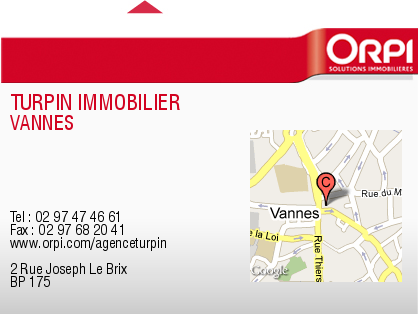 ORPI
SOLUTIONS IMMOBILIÈRES
TURPIN IMMOBILIER
VANNES
Tel : 02 97 47 46 61
Fax : 02 97 68 20 41
www.orpi.com/agenceturpin
2 Rue Joseph Le Brix
BP 175
C
Rue du M
Vannes
e la Loi
Rue Thiers
Google